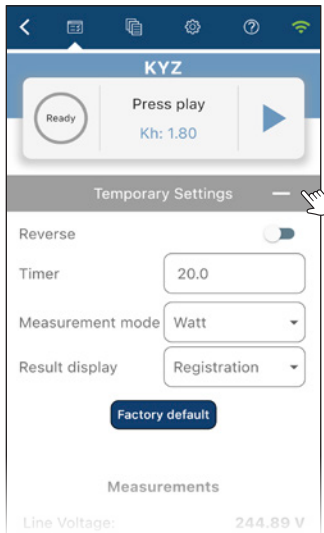 KYZ
Ready
Press play
Kh: 1.80
Temporary Settings
Reverse
Timer 20.0
Measurement mode Watt
Result display Registration
Factory default
Measurements
Line Voltage: 244.89 V